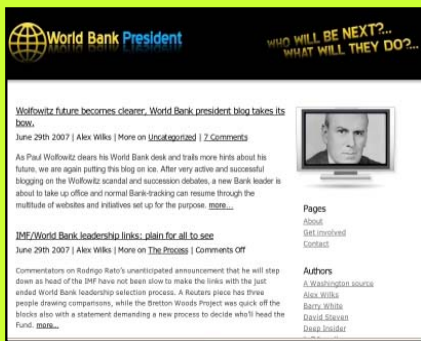 World Bank President
WHO WILL BE NEXT?...
WHAT WILL THEY DO?...
Wolfowitz future becomes clearer, World Bank president blog takes its
bow.
June 29th 2007 | Alex Wilks | More on Uncategorized | 7 Comments
As Paul Wolfowitz clears his World Bank desk and trails more hints about his
future, we are again putting this blog on ice. After very active and successful
blogging on the Wolfowitz scandal and succession debates, a new Bank leader is
about to take up office and normal Bank-tracking can resume through the
multitude of websites and initiatives set up for the purpose. more...
IMF/World Bank leadership links: plain for all to see
June 29th 2007 | Alex Wilks | More on The Process | Comments Off
Commentators on Rodrigo Rato's unanticipated announcement that he will step
down as head of the IMF have not been slow to make the links with the just
ended World Bank leadership selection process. A Reuters piece has three
people drawing comparisons, while the Bretton Woods Project was quick off the
blocks also with a statement demanding a new process to decide who'll head the
Fund. more...
Pages
About
Get involved
Contact
Authors
A Washington source
Alex Wilks
Barry White
David Steven
Deep Insider